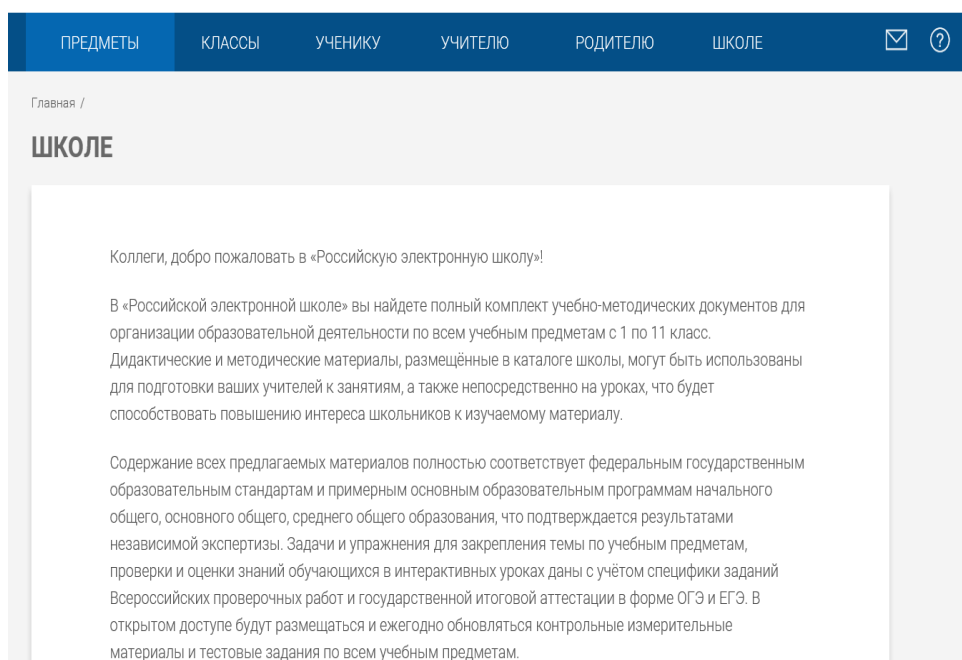 ПРЕДМЕТЫ КЛАССЫ УЧЕНИКУ УЧИТЕЛЮ РОДИТЕЛЮ ШКОЛЕ
Главная /
ШКОЛЕ
Коллеги, добро пожаловать в «Российскую электронную школу»!
В «Российской электронной школе» вы найдете полный комплект учебно-методических документов для
организации образовательной деятельности по всем учебным предметам с 1 по 11 класс.
Дидактические и методические материалы, размещённые в каталоге школы, могут быть использованы
для подготовки ваших учителей к занятиям, а также непосредственно на уроках, что будет
способствовать повышению интереса школьников к изучаемому материалу.
Содержание всех предлагаемых материалов полностью соответствует федеральным государственным
образовательным стандартам и примерным основным образовательным программам начального
общего, основного общего, среднего общего образования, что подтверждается результатами
независимой экспертизы. Задачи и упражнения для закрепления темы по учебным предметам,
проверки и оценки знаний обучающихся в интерактивных уроках даны с учётом специфики заданий
Всероссийских проверочных работ и государственной итоговой аттестации в форме ОГЭ и ЕГЭ. В
открытом доступе будут размещаться и ежегодно обновляться контрольные измерительные
материалы и тестовые задания по всем учебным предметам.